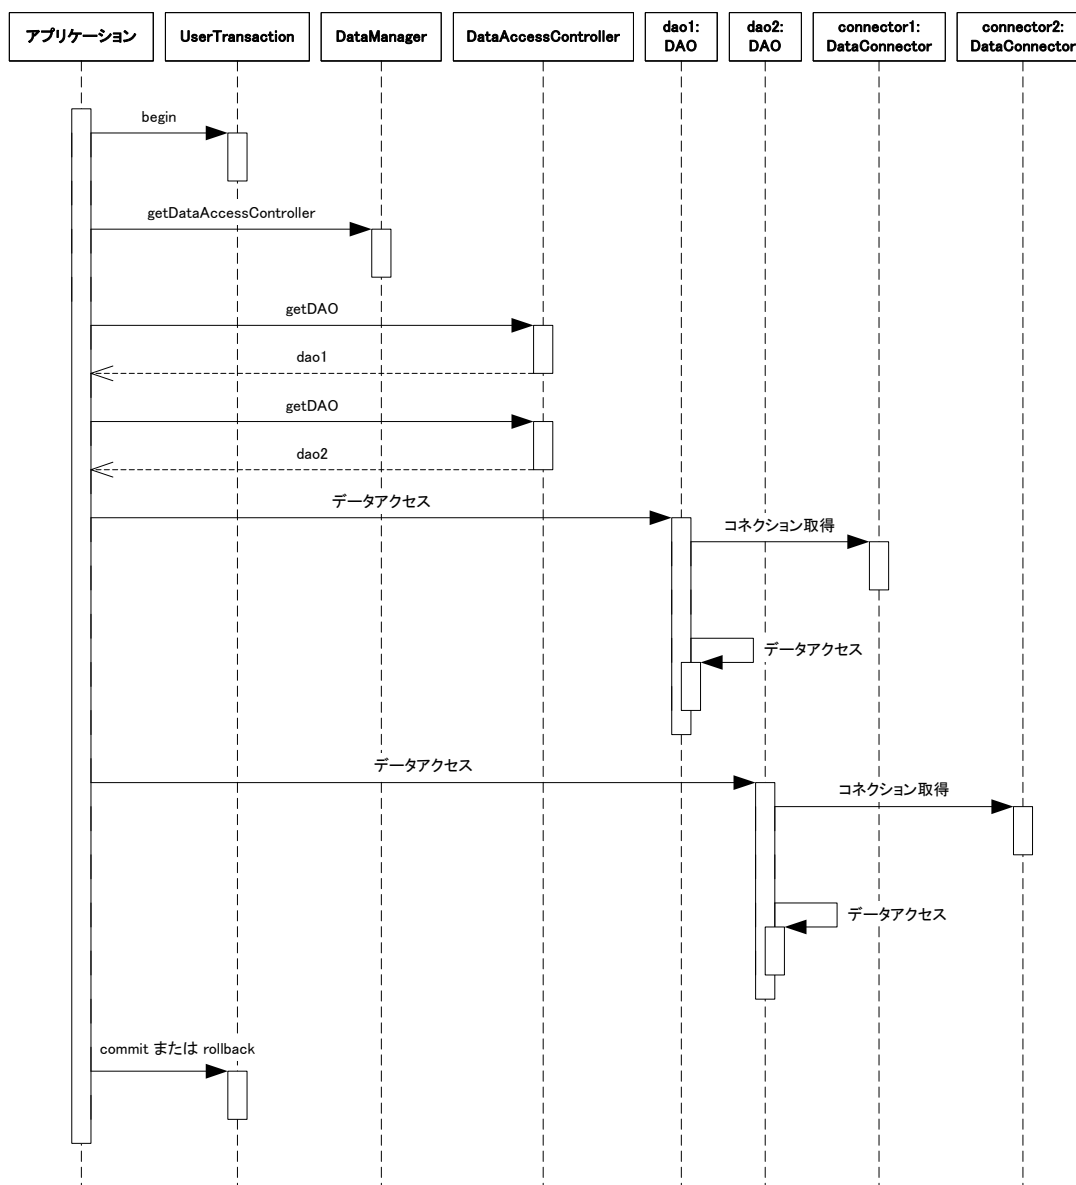 アプリケーション
UserTransaction
DataManager
DataAccessController
dao1:
DAO
dao2:
DAO
connector1:
DataConnector
connector2:
DataConnector
begin
getDataAccessController
getDAO
dao1
getDAO
dao2
データアクセス
コネクション取得
データアクセス
データアクセス
コネクション取得
データアクセス
commit または rollback